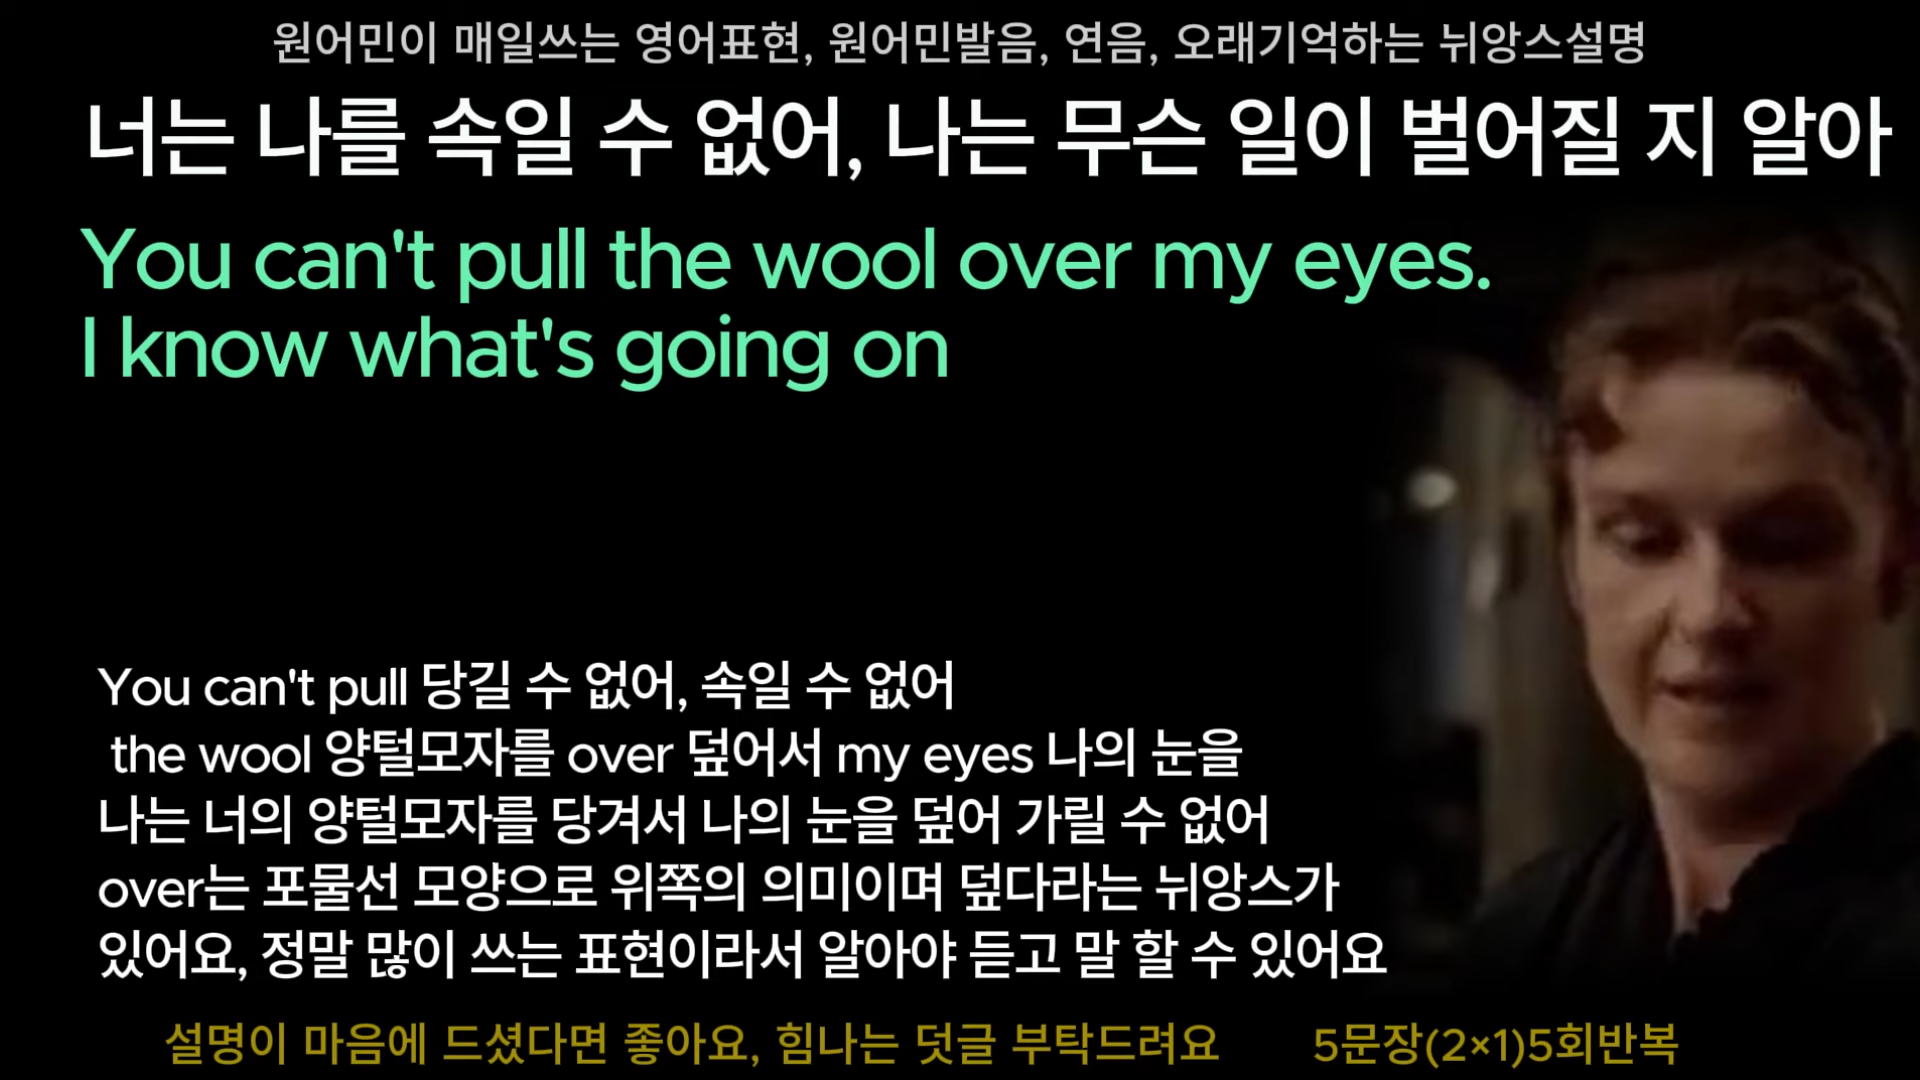 원어민이 매일쓰는 영어표현, 원어민발음, 연음, 오래기억하는 뉘앙스설명
너는 나를 속일 수 없어, 나는 무슨 일이 벌어질 지 알아
You can't pull the wool over my eyes.
I know what's going on
You can't pull 당길 수 없어, 속일 수 없어
the wool 양털모자를 over 덮어서 my eyes 나의 눈을
나는 너의 양털모자를 당겨서 나의 눈을 덮어 가릴 수 없어
over는 포물선 모양으로 위쪽의 의미이며 덮다라는 뉘앙스가
있어요, 정말 많이 쓰는 표현이라서 알아야 듣고 말 할 수 있어요
설명이 마음에 드셨다면 좋아요, 힘나는 덧글 부탁드려요 5문장(2×1)5회반복